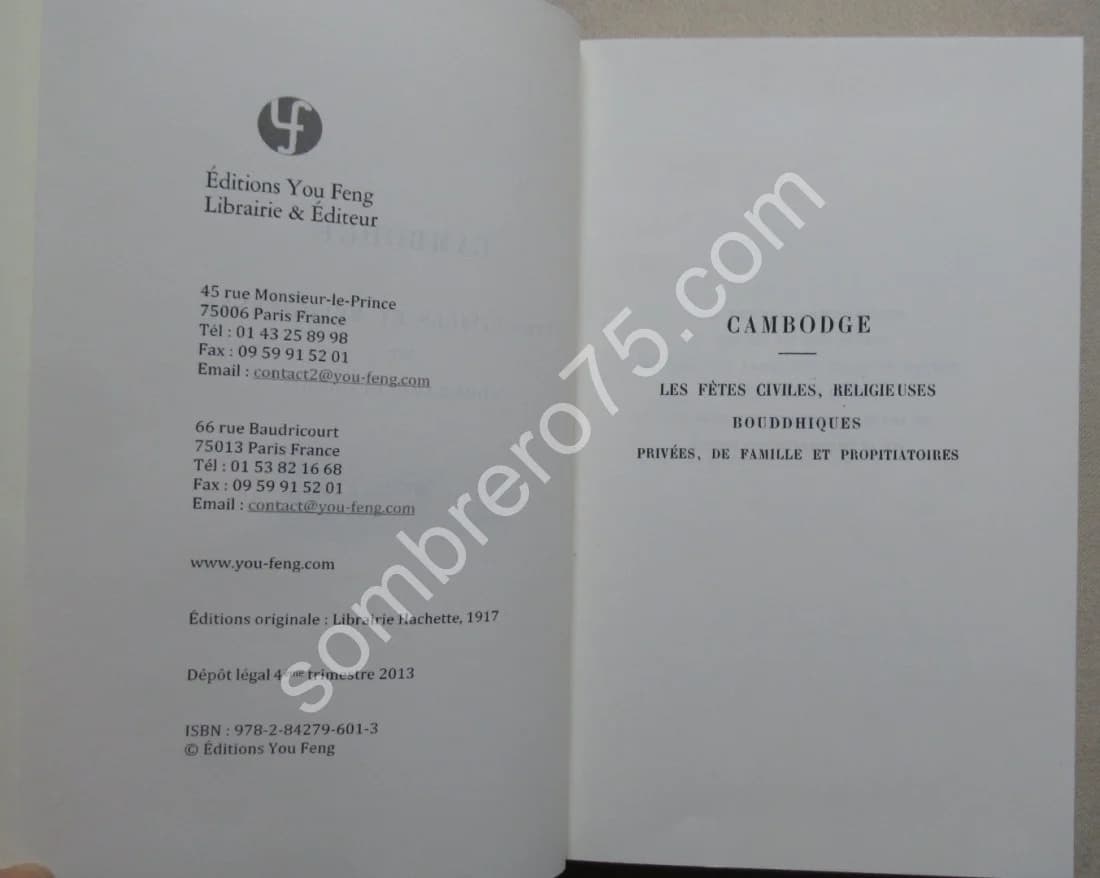 Éditions You Feng
Librairie & Éditeur
45 rue Monsieur-le-Prince
75006 Paris France
Tél : 01 43 25 89 98
Fax : 09 59 91 52 01
Email : contact2@you-feng.com
66 rue Baudricourt
75013 Paris France
Tél : 01 53 82 16 68
Fax : 09 59 91 52 01
Email : contact@you-feng.com
www.you-feng.com
Éditions originale : Librairie Hachette, 1917
Dépôt légal 4ème trimestre 2013
ISBN : 978-2-84279-601-3
© Éditions You Feng
CAMBODGE
LES FÊTES CIVILES, RELIGIEUSES
BOUDDHIQUES
PRIVÉES, DE FAMILLE ET PROPITIATOIRES
sombrero75.com